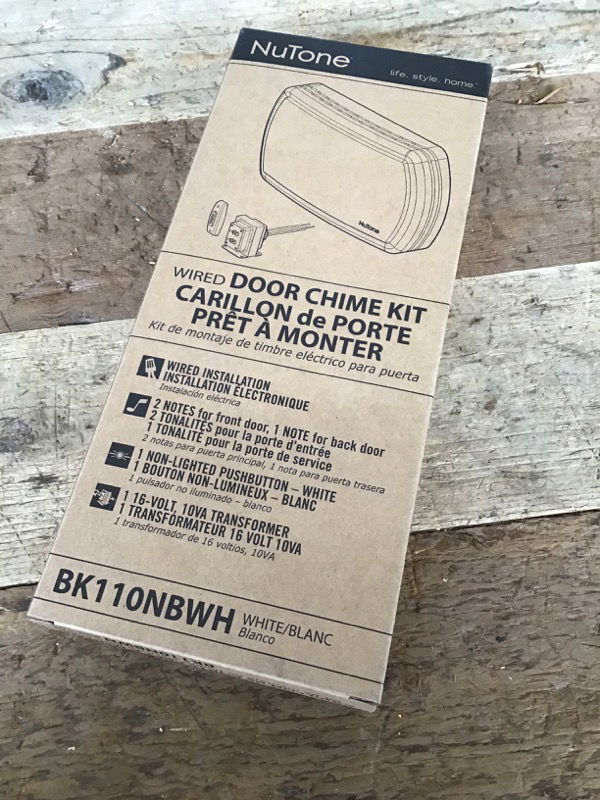 NuTone
life. style. home.™
NuTone
WIRED DOOR CHIME KIT
CARILLON de PORTE
PRÊT À MONTER
Kit de montaje de timbre eléctrico para puerta
WIRED INSTALLATION
INSTALLATION ÉLECTRONIQUE
Instalación eléctrica
2 NOTES for front door, 1 NOTE for back door
2 TONALITÉS pour la porte d'entrée
1 TONALITÉ pour la porte de service
2 notas para puerta principal, 1 nota para puerta trasera
1 NON-LIGHTED PUSHBUTTON – WHITE
1 BOUTON NON-LUMINEUX – BLANC
1 pulsador no iluminado – blanco
1 16-VOLT, 10VA TRANSFORMER
1 TRANSFORMATEUR 16 VOLT 10VA
1 transformador de 16 voltios, 10VA
BK110NBWH WHITE/BLANC
Blanco